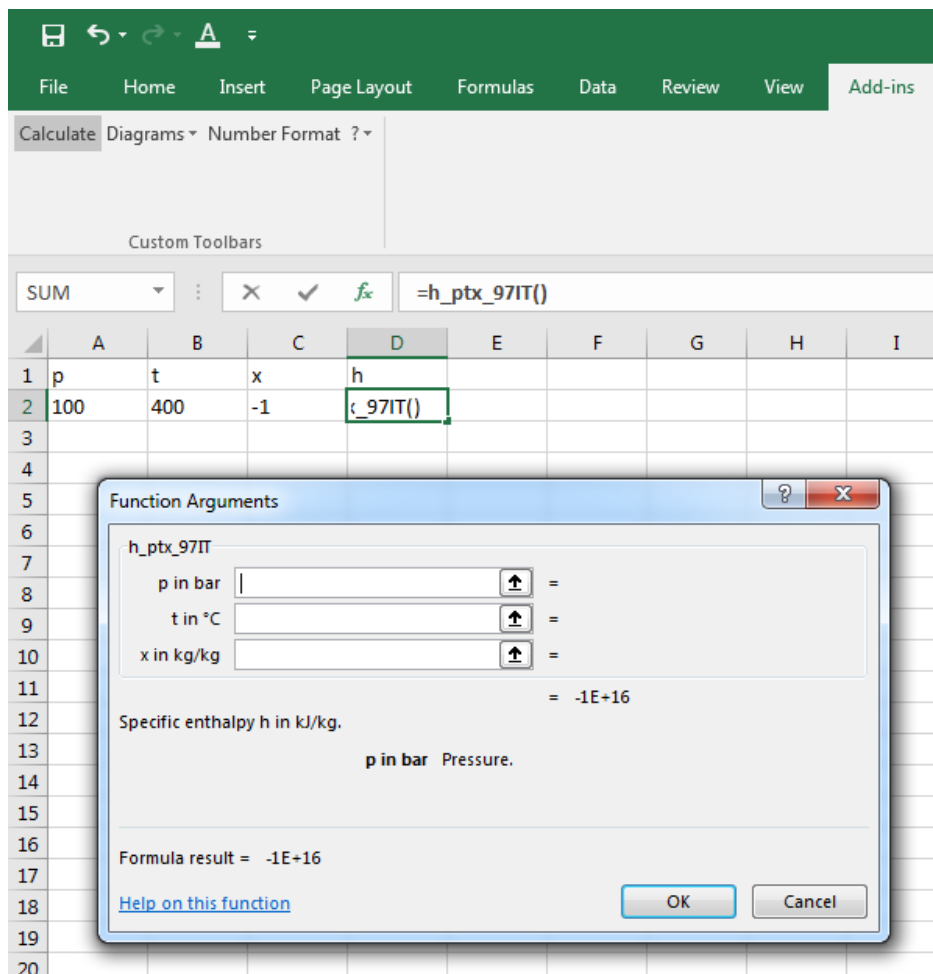 A
File Home Insert Page Layout Formulas Data Review View Add-ins
Calculate Diagrams Number Format ?
Custom Toolbars
SUM fx =h_ptx_97IT()
A B C D E F G H I
1 p t x h
2 100 400 -1 x_97IT()
3
4
5
6
7
8
9
10
11
12
13
14
15
16
17
18
19
20
Function Arguments ? x
h_ptx_97IT
p in bar =
t in °C =
x in kg/kg =
= -1E+16
Specific enthalpy h in kJ/kg.
p in bar Pressure.
Formula result = -1E+16
Help on this function OK Cancel